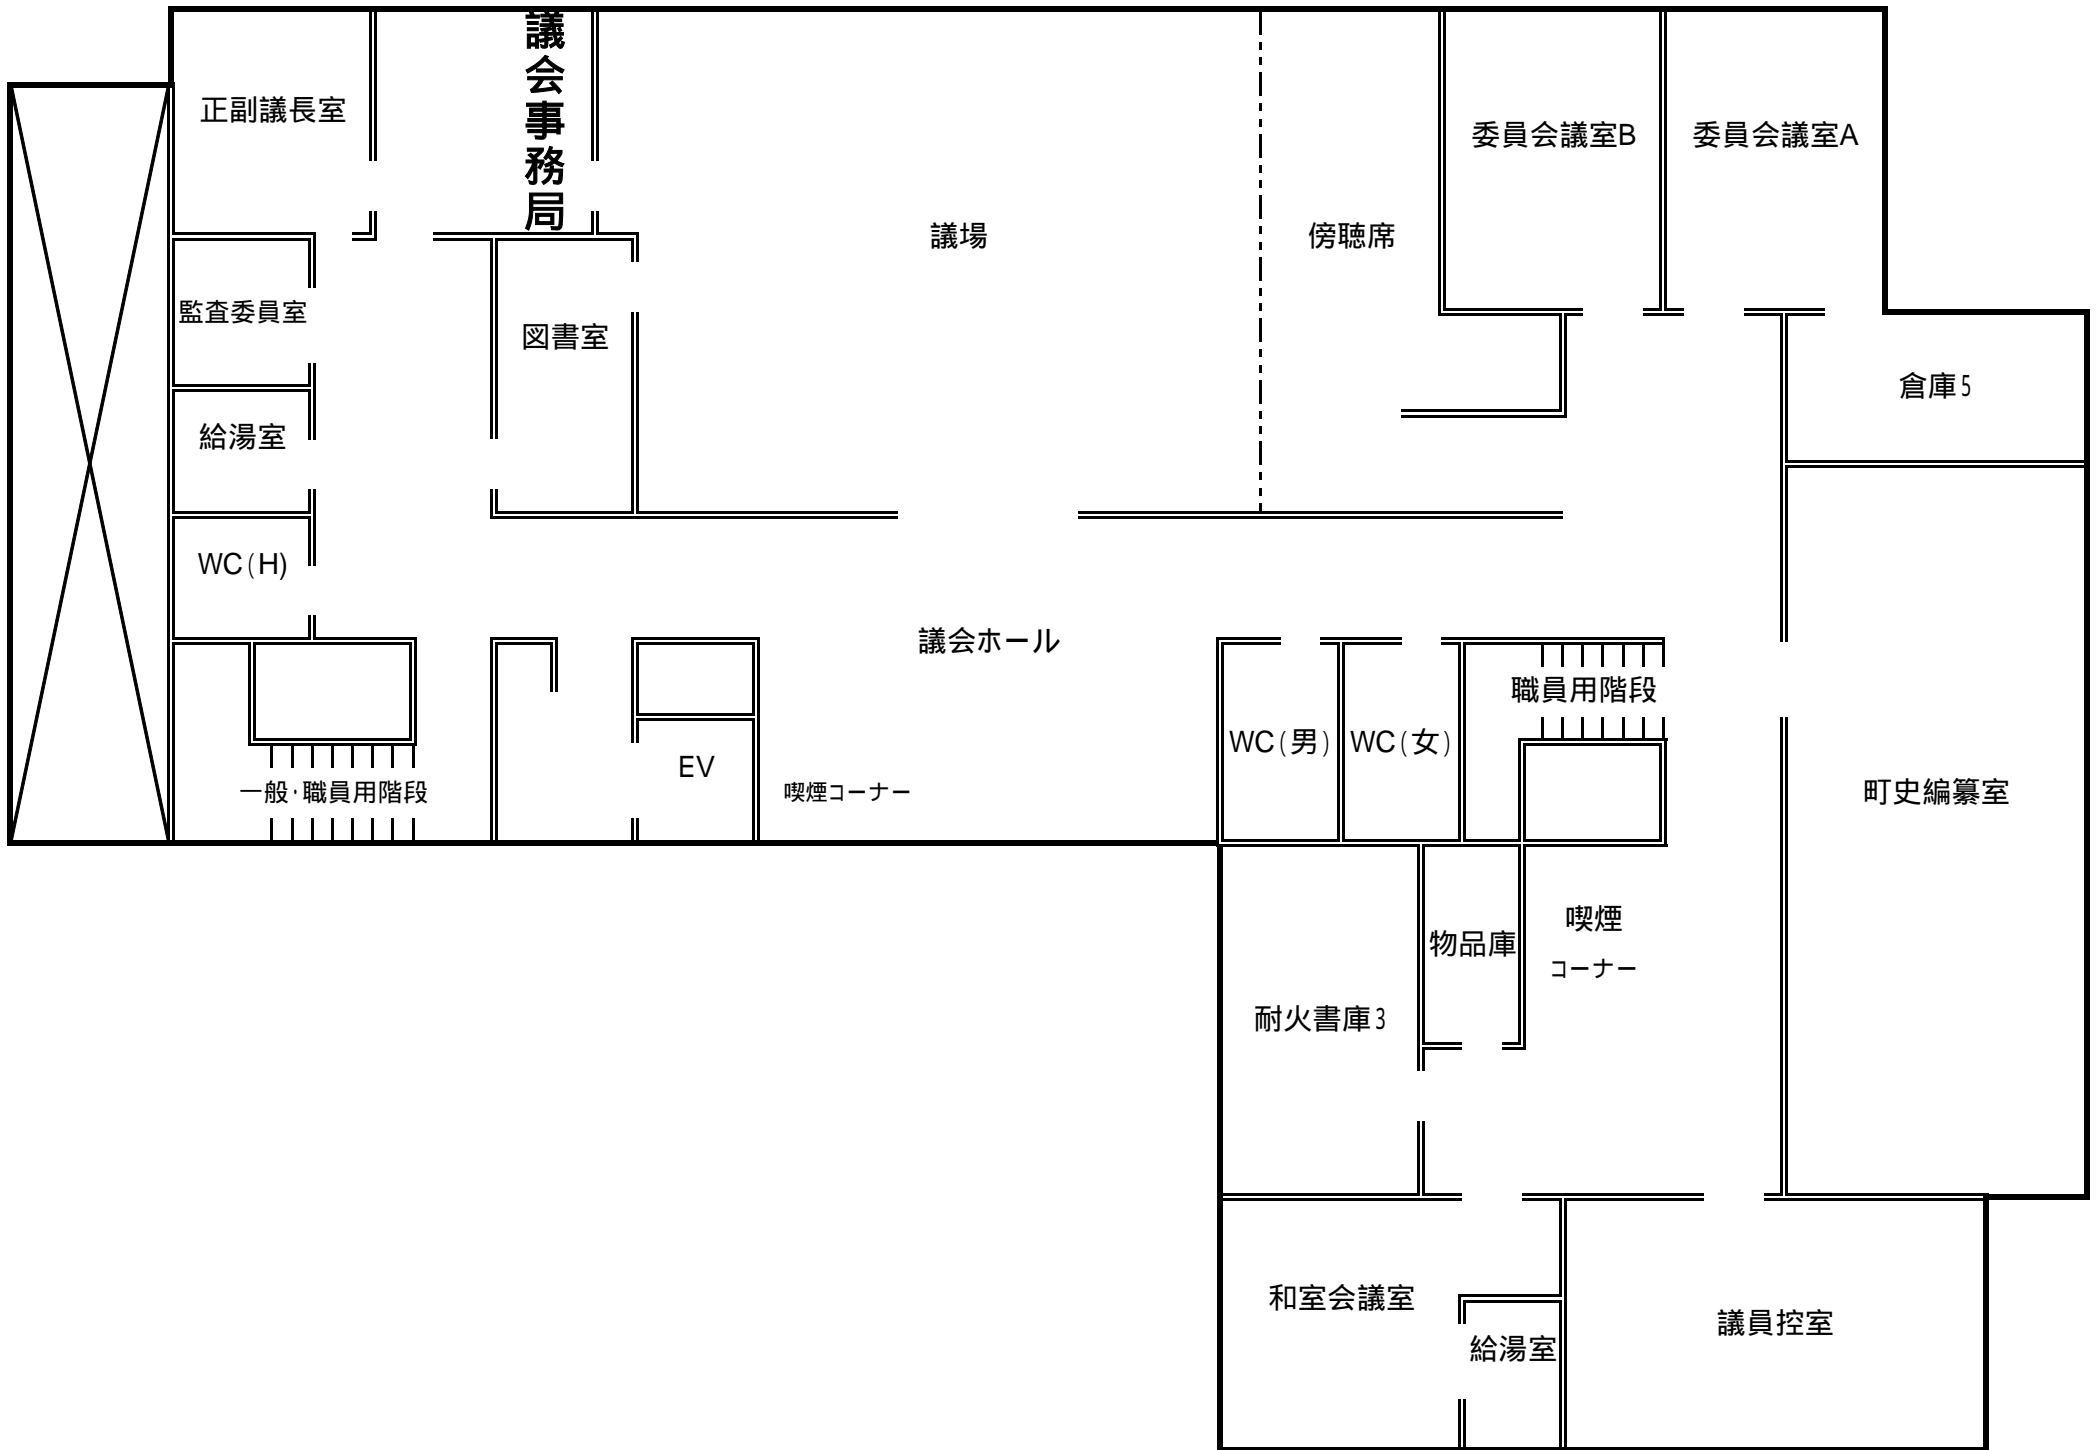 議会事務局
正副議長室
委員会議室B
委員会議室A
議場
傍聴席
監査委員室
図書室
倉庫5
給湯室
WC(H)
議会ホール
職員用階段
WC(男)
WC(女)
EV
一般・職員用階段
喫煙コーナー
町史編纂室
喫煙
コーナー
物品庫
耐火書庫3
和室会議室
議員控室
給湯室